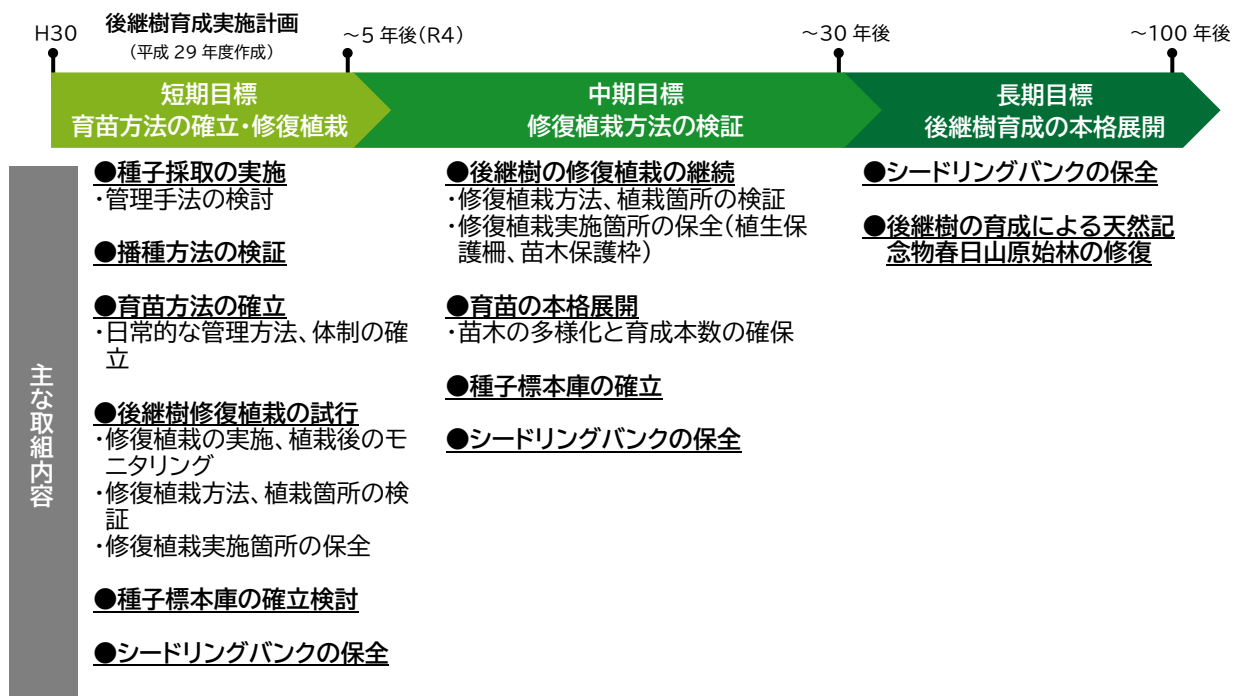 H30
後継樹育成実施計画
(平成 29 年度作成)
～5 年後(R4)
～30 年後
～100 年後
短期目標
育苗方法の確立・修復植栽
中期目標
修復植栽方法の検証
長期目標
後継樹育成の本格展開
主な取組内容
●種子採取の実施
・管理手法の検討
●播種方法の検証
●育苗方法の確立
・日常的な管理方法、体制の確
立
●後継樹修復植栽の試行
・修復植栽の実施、植栽後のモ
ニタリング
・修復植栽方法、植栽箇所の検
証
・修復植栽実施箇所の保全
●種子標本庫の確立検討
●シードリングバンクの保全
●後継樹の修復植栽の継続
・修復植栽方法、植栽箇所の検証
・修復植栽実施箇所の保全(植生保
護柵、苗木保護枠)
●育苗の本格展開
・苗木の多様化と育成本数の確保
●種子標本庫の確立
●シードリングバンクの保全
●シードリングバンクの保全
●後継樹の育成による天然記
念物春日山原始林の修復